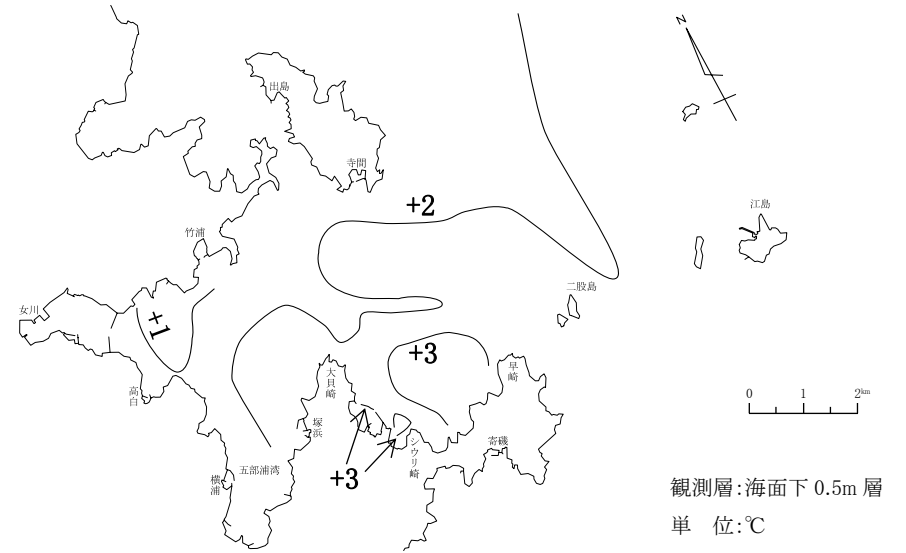 N
出島
寺間
+2
江島
竹浦
二股島
女川
+1
+3
早崎
大貝崎
高白
塚浜
0 1 2km
シウリ崎
寄磯
五部浦湾
横浦
+3
観測層:海面下 0.5m 層
単 位:℃